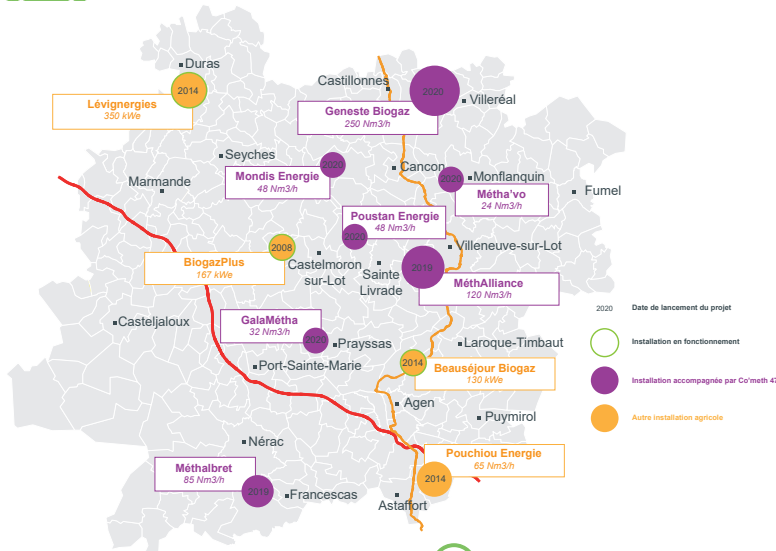 Duras
2014
Lévignergies
350 kWe
Castillonnes
2020
Villeréal
Geneste Biogaz
250 Nm3/h
Seyches
2020
Mondis Energie
48 Nm3/h
Cancon
2020
Monflanquin
Métha'vo
24 Nm3/h
Fumel
Marmande
Poustan Energie
48 Nm3/h
2020
2008
BiogazPlus
167 kWe
Castelmoron
sur-Lot
Villeneuve-sur-Lot
Sainte
Livrade
2019
MéthAlliance
120 Nm3/h
Casteljaloux
GalaMétha
32 Nm3/h
2020
Prayssas
Port-Sainte-Marie
Laroque-Timbaut
2014
Beauséjour Biogaz
130 kWe
Agen
Puymirol
Nérac
Pouchiou Energie
65 Nm3/h
2014
Méthalbret
85 Nm3/h
2019
Francescas
Astaffort
2020 Date de lancement du projet
Installation en fonctionnement
Installation accompagnée par Co'meth 47
Autre installation agricole